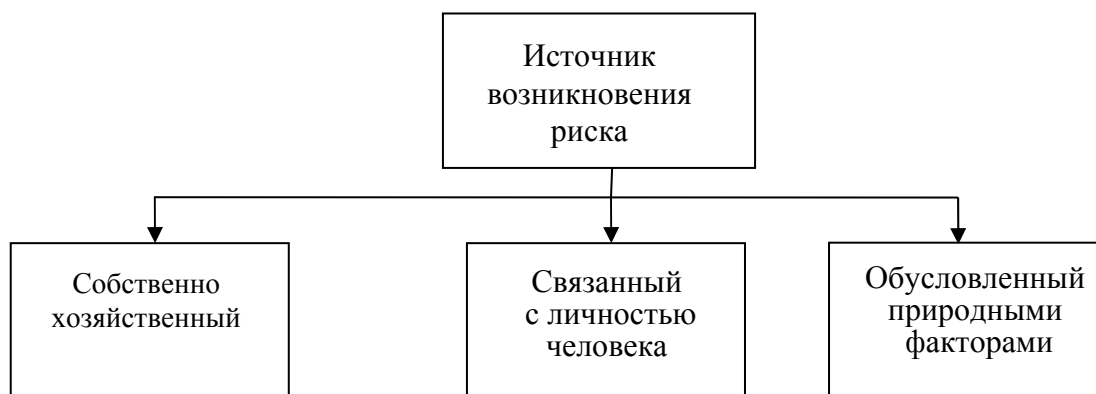 Источник
возникновения
риска
Собственно
хозяйственный
Связанный
с личностью
человека
Обусловленный
природными
факторами